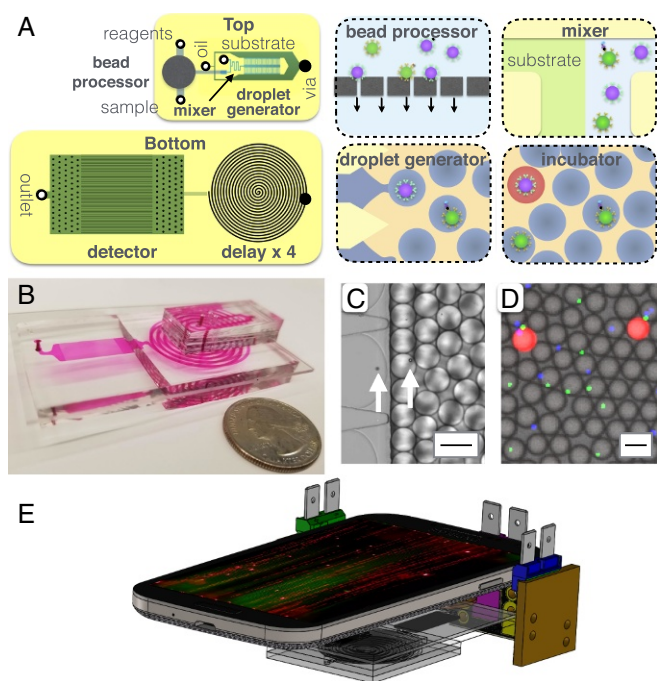 A
Top
reagents
oil
substrate
bead
processor
mixer
droplet
generator
via
sample
bead processor
mixer
substrate
Bottom
outlet
detector
delay x 4
droplet generator
incubator
B
C
D
E